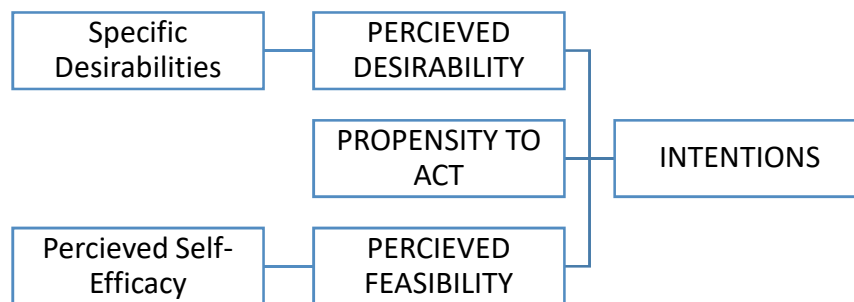 Specific
Desirabilities
PERCIEVED
DESIRABILITY
PROPENSITY TO
ACT
INTENTIONS
Percieved Self-
Efficacy
PERCIEVED
FEASIBILITY